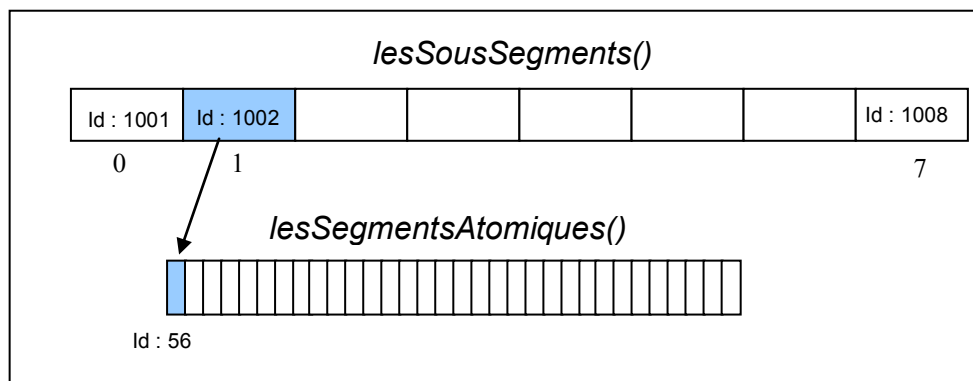 lesSousSegments()
Id : 1001 Id : 1002 Id : 1008
0 1 7
lesSegmentsAtomiques()
Id : 56